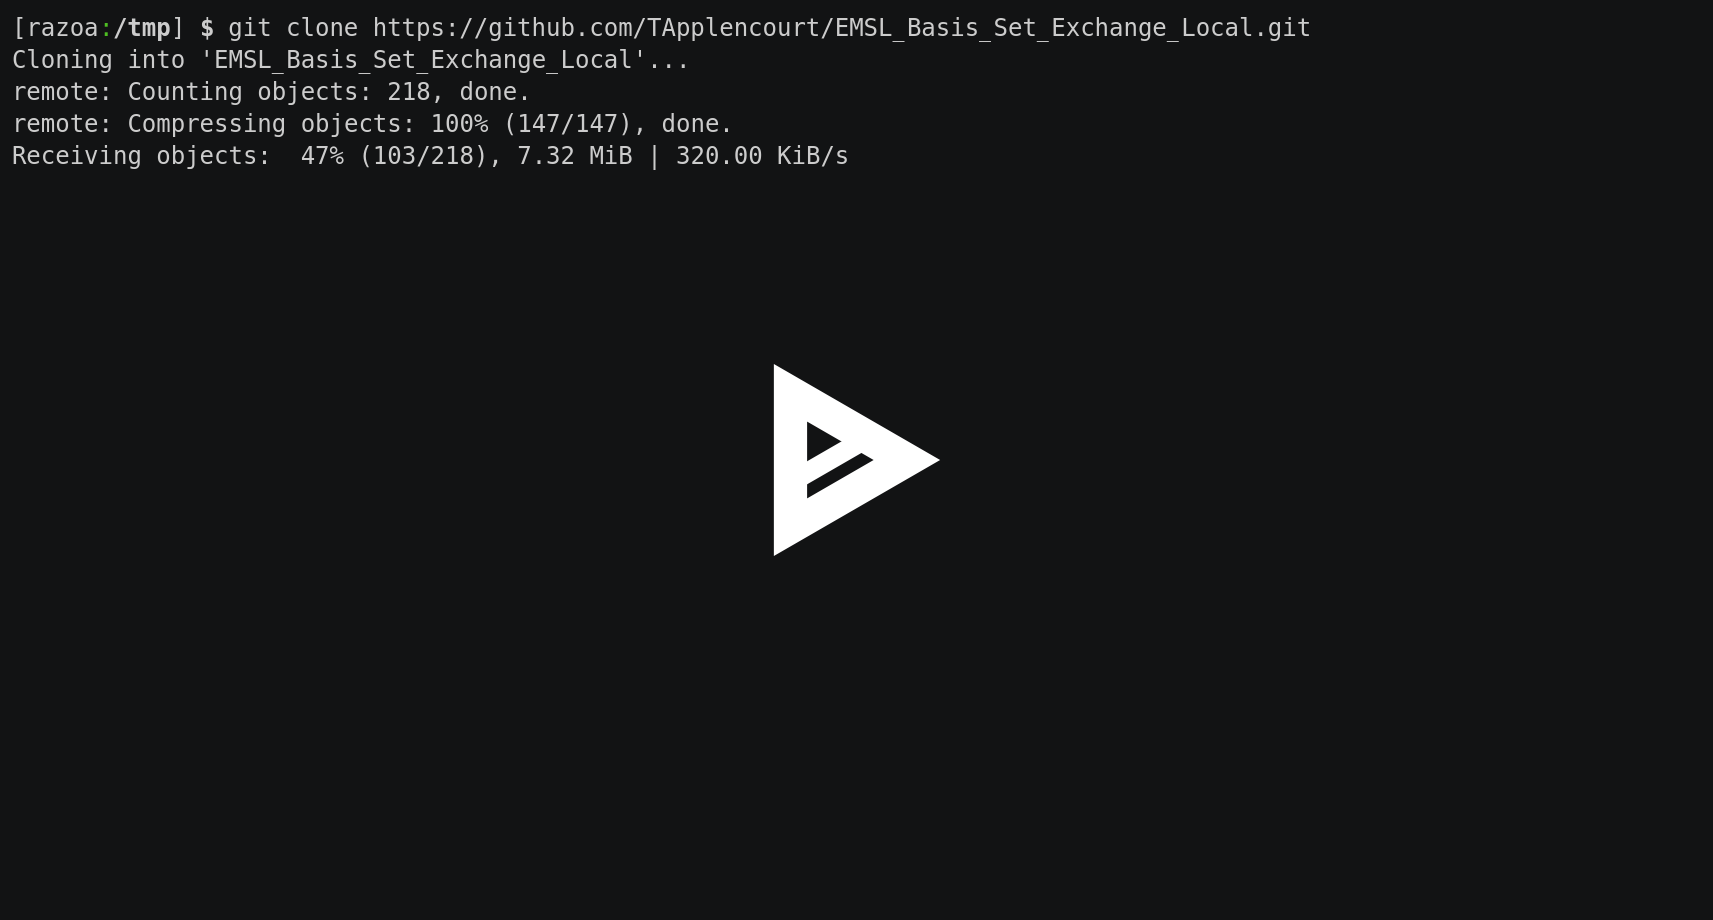 [razoa:/tmp] $ git clone https://github.com/TApplencourt/EMSL_Basis_Set_Exchange_Local.git
Cloning into 'EMSL_Basis_Set_Exchange_Local'...
remote: Counting objects: 218, done.
remote: Compressing objects: 100% (147/147), done.
Receiving objects:  47% (103/218), 7.32 MiB | 320.00 KiB/s